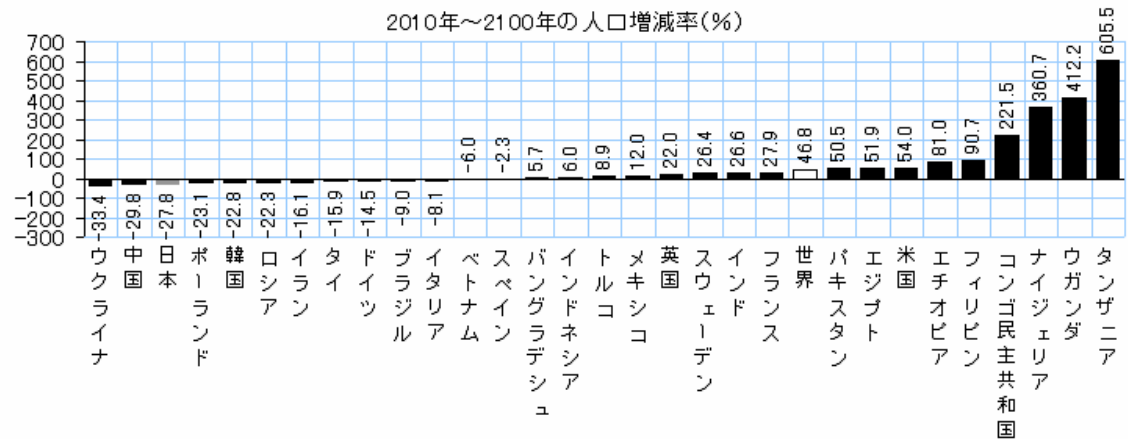 2010年～2100年の人口増減率(%)
700
600
500
400
300
200
100
0
-100
-200
-300
-33.4
-29.8
-27.8
-23.1
-22.8
-22.3
-16.1
-15.9
-14.5
-9.0
-8.1
-6.0
-2.3
5.7
6.0
8.9
12.0
22.0
26.4
26.6
27.9
46.8
50.5
51.9
54.0
81.0
90.7
221.5
360.7
412.2
605.5
ウクライナ
中国
日本
ポーランド
韓国
ロシア
イラン
タイ
ドイツ
ブラジル
イタリア
ベトナム
スペイン
バングラデシュ
インドネシア
トルコ
メキシコ
英国
スウェーデン
インド
フランス
世界
パキスタン
エジプト
米国
エチオピア
フィリピン
コンゴ民主共和国
ナイジェリア
ウガンダ
タンザニア